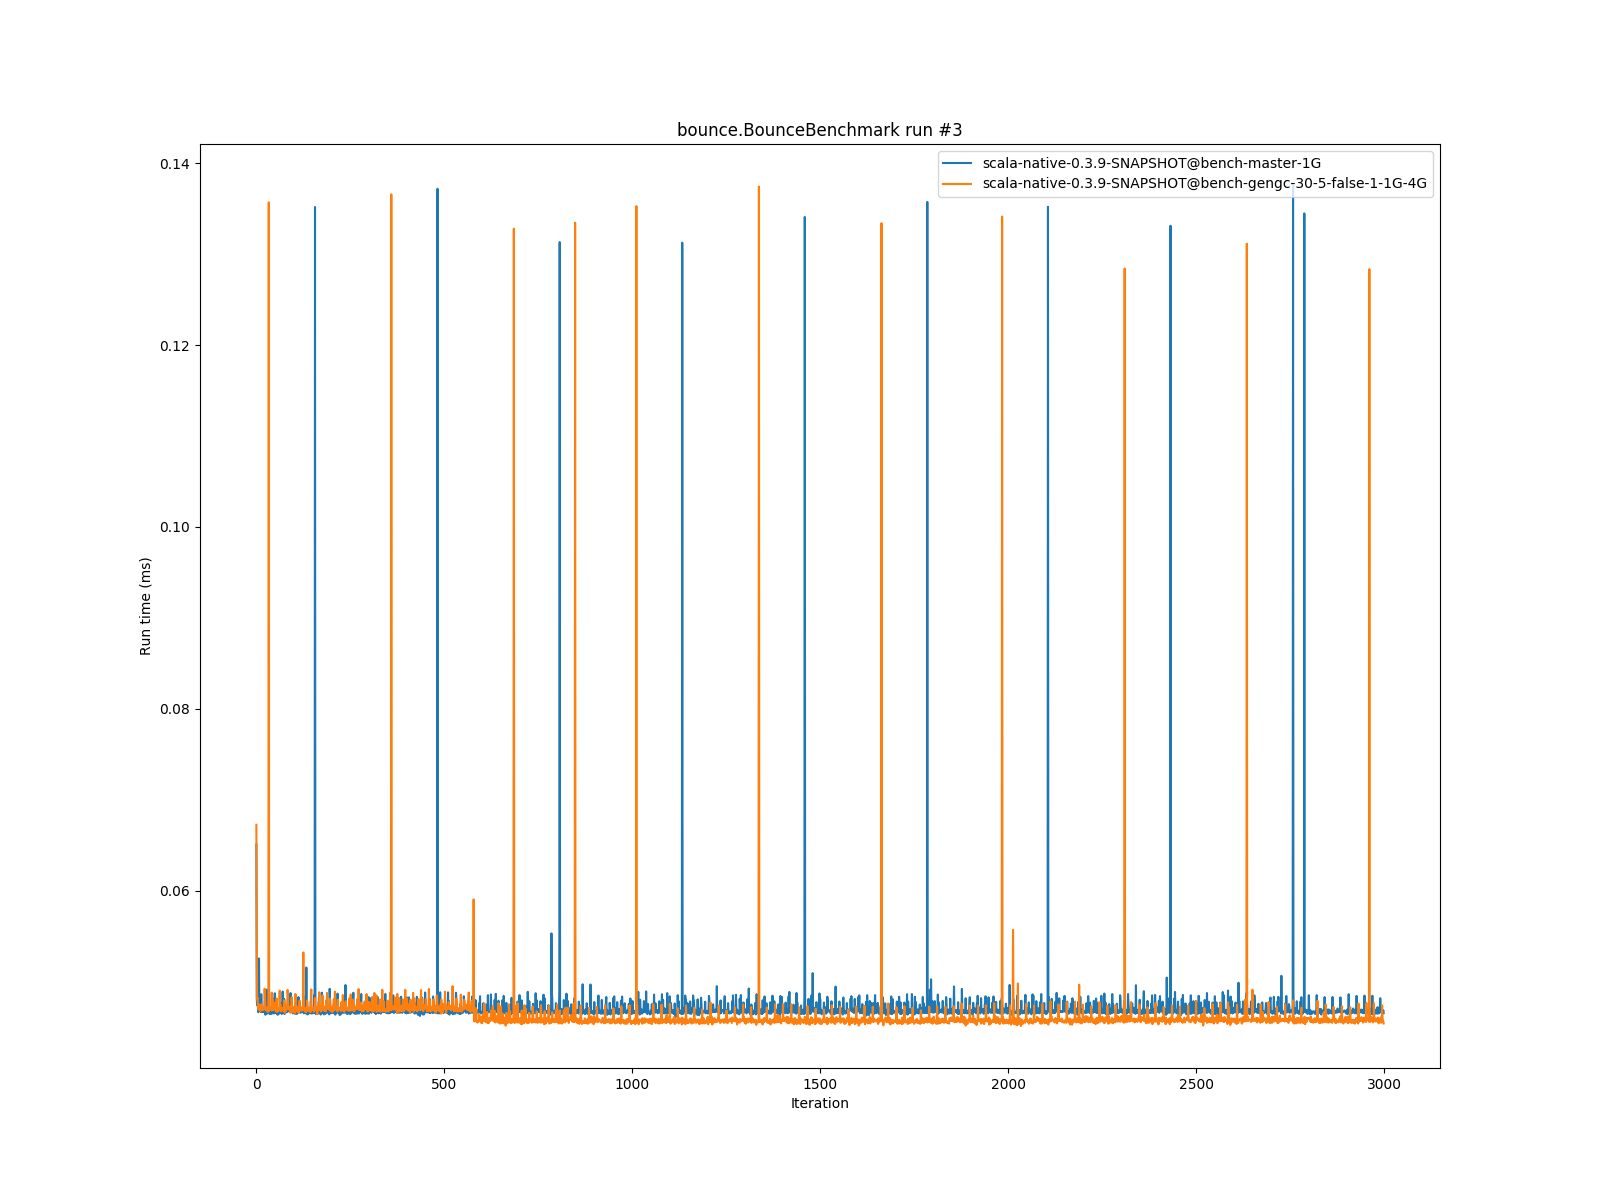 bounce.BounceBenchmark run #3
scala-native-0.3.9-SNAPSHOT@bench-master-1G
scala-native-0.3.9-SNAPSHOT@bench-gengc-30-5-false-1-1G-4G
0.14
0.12
0.10
0.08
0.06
Run time (ms)
0
500
1000
1500
2000
2500
3000
Iteration